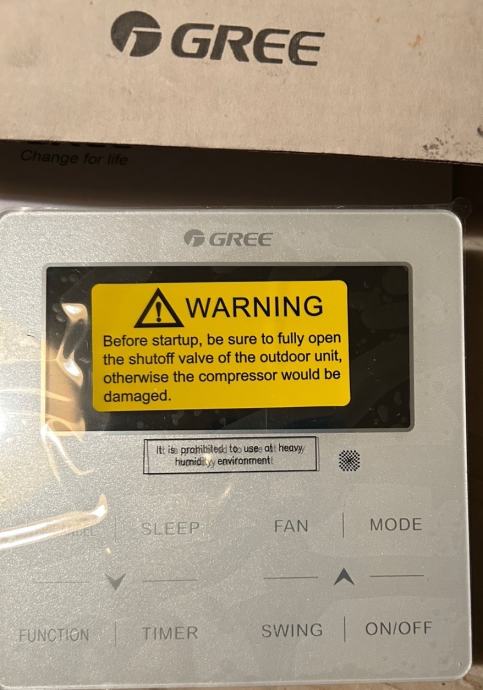 GREE
Change for life
GREE
WARNING
Before startup, be sure to fully open
the shutoff valve of the outdoor unit,
otherwise the compressor would be
damaged.
It is prohibited to use at heavy
humidity environment
SLEEP FAN MODE
FUNCTION TIMER SWING ON/OFF